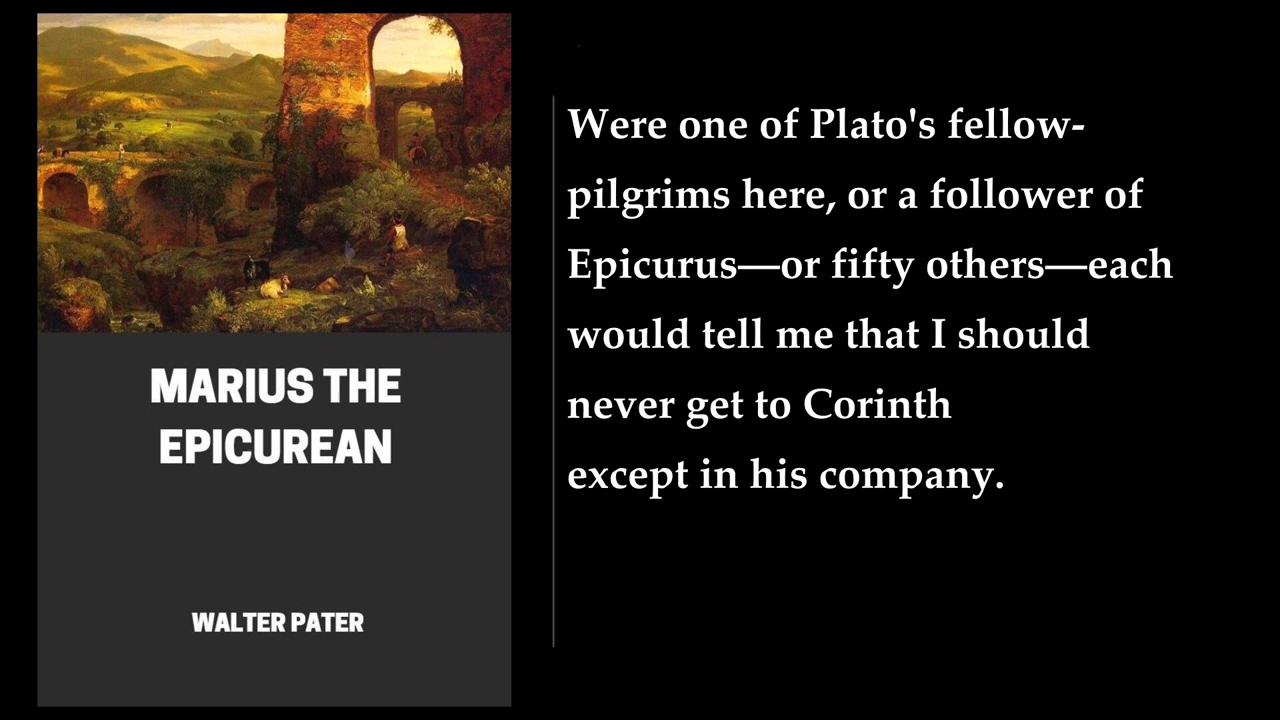 MARIUS THE
EPICUREAN
WALTER PATER
Were one of Plato's fellow-
pilgrims here, or a follower of
Epicurus—or fifty others—each
would tell me that I should
never get to Corinth
except in his company.